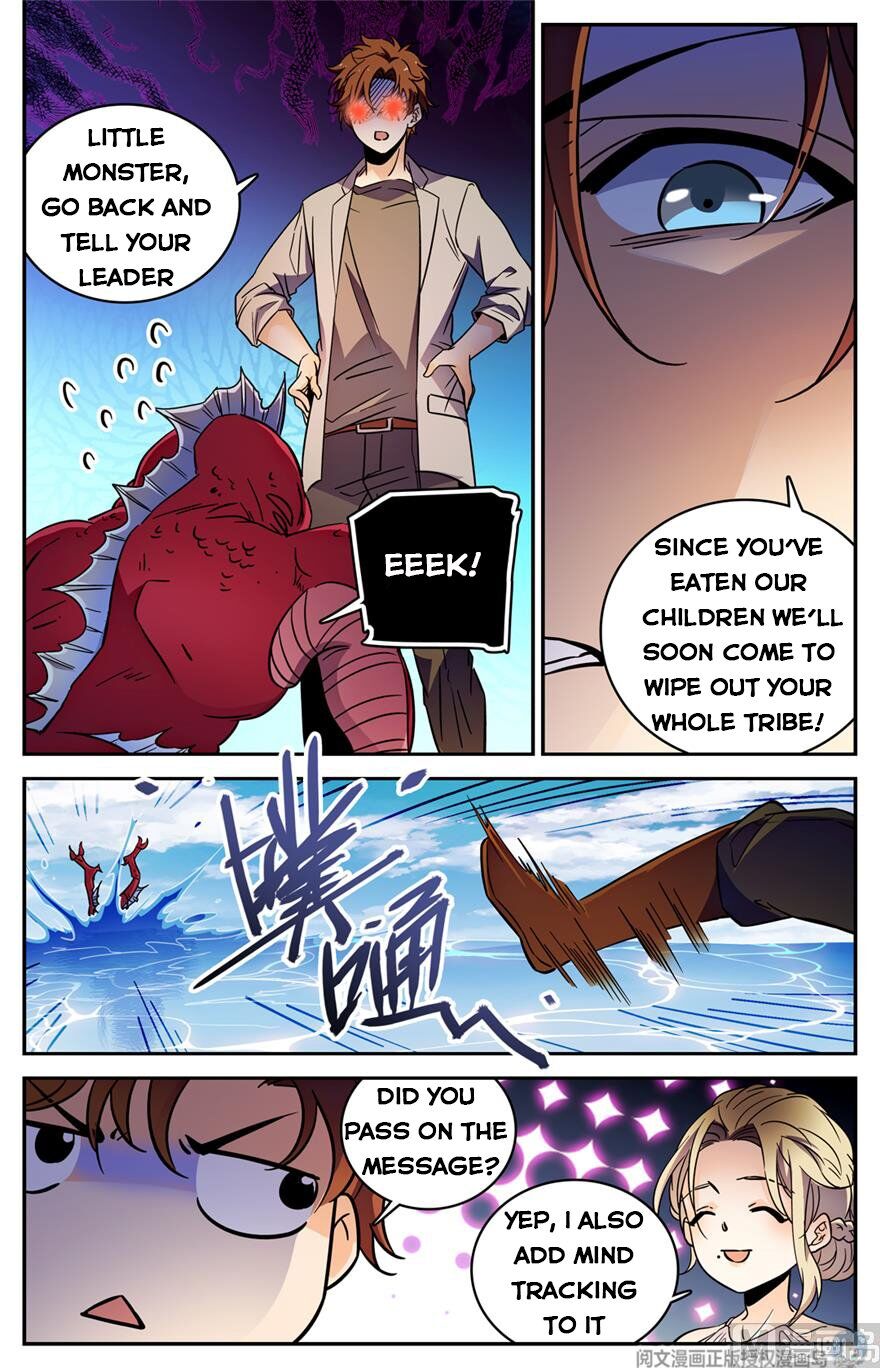 LITTLE
MONSTER,
GO BACK AND
TELL YOUR
LEADER
EEEK!
SINCE YOU'VE
EATEN OUR
CHILDREN WE'LL
SOON COME TO
WIPE OUT YOUR
WHOLE TRIBE!
噗
通
DID YOU
PASS ON THE
MESSAGE?
YEP, I ALSO
ADD MIND
TRACKING
TO IT
阅文漫画正版授权漫画